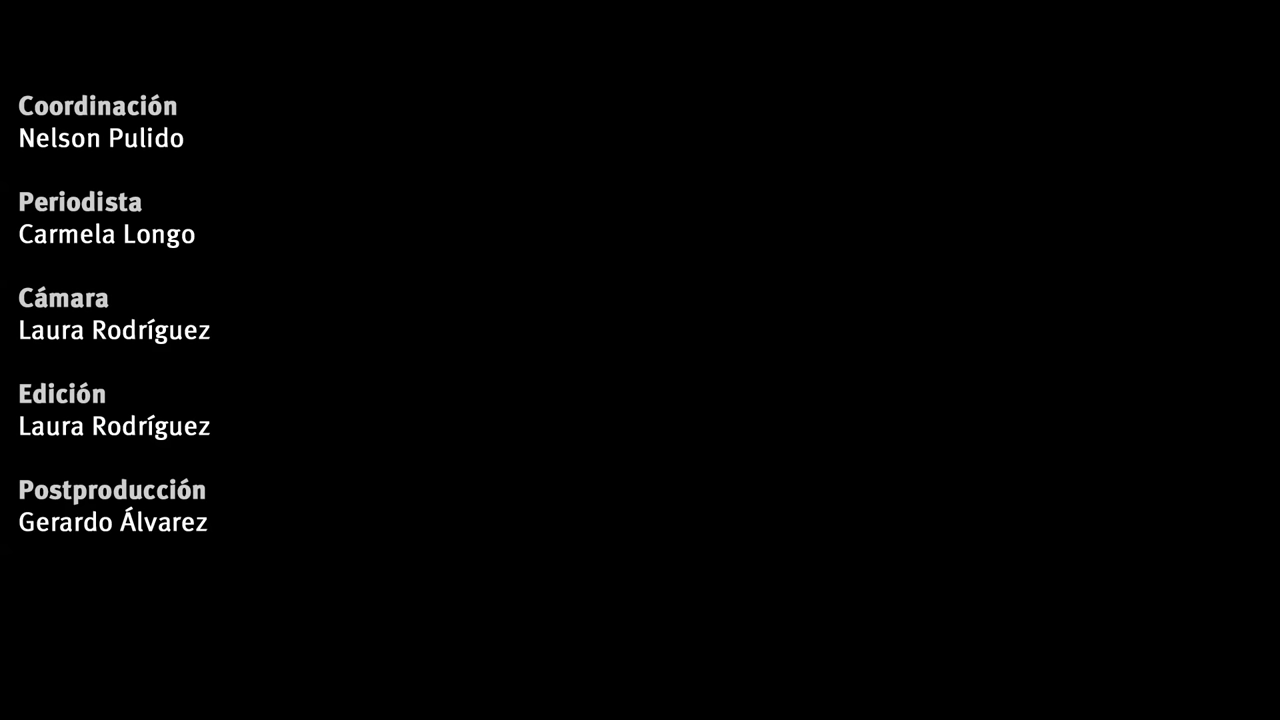 Coordinación
Nelson Pulido
Periodista
Carmela Longo
Cámara
Laura Rodríguez
Edición
Laura Rodríguez
Postproducción
Gerardo Álvarez